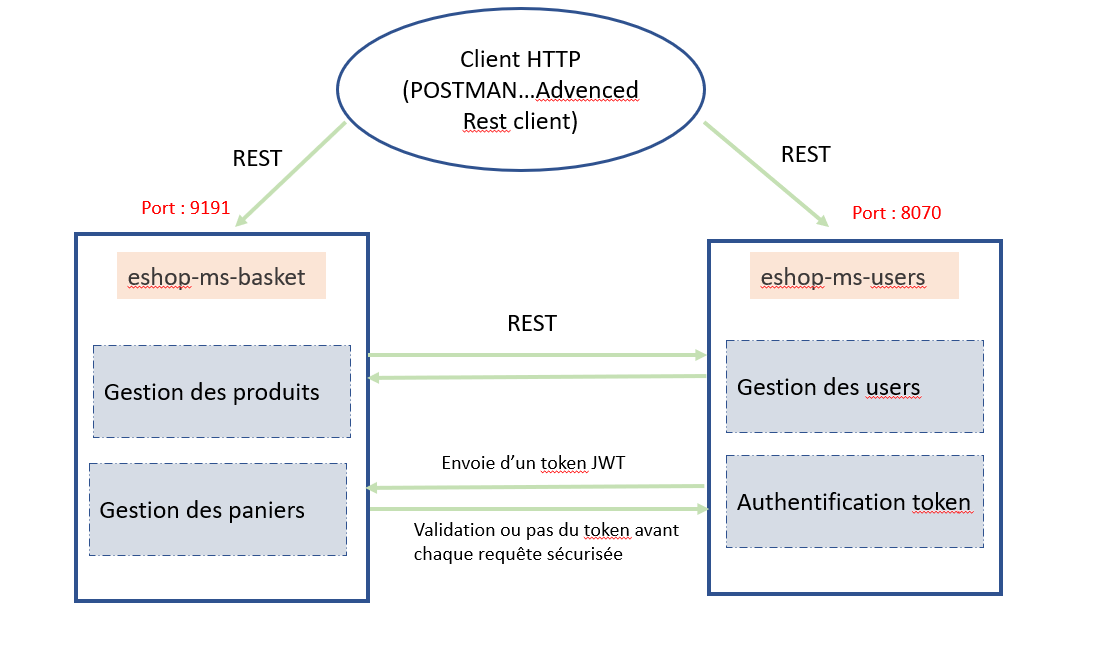 Client HTTP
(POSTMAN...Advenced
Rest client)
REST
REST
Port : 9191
Port : 8070
eshop-ms-basket
eshop-ms-users
REST
Gestion des produits
Gestion des users
Envoie d'un token JWT
Gestion des paniers
Authentification token
Validation ou pas du token avant
chaque requête sécurisée